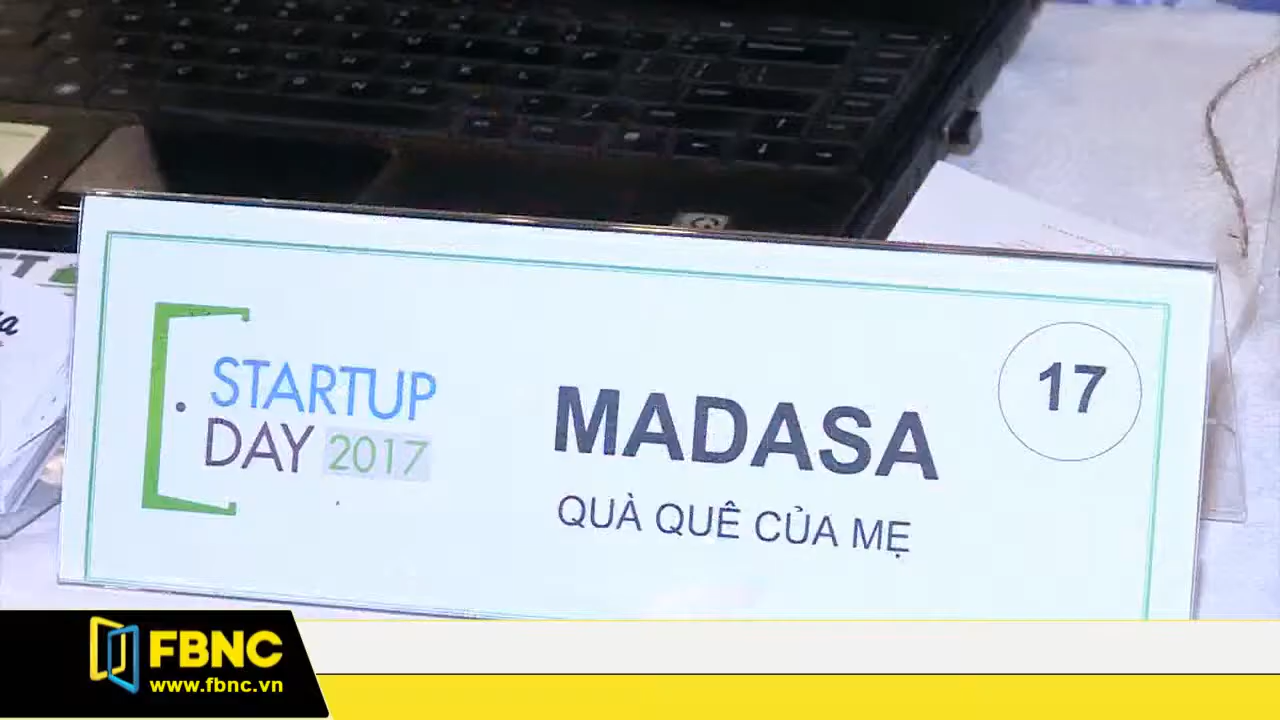 STARTUP
DAY 2017
MADASA
QUÀ QUÊ CỦA MẸ
17
FBNC
www.fbnc.vn